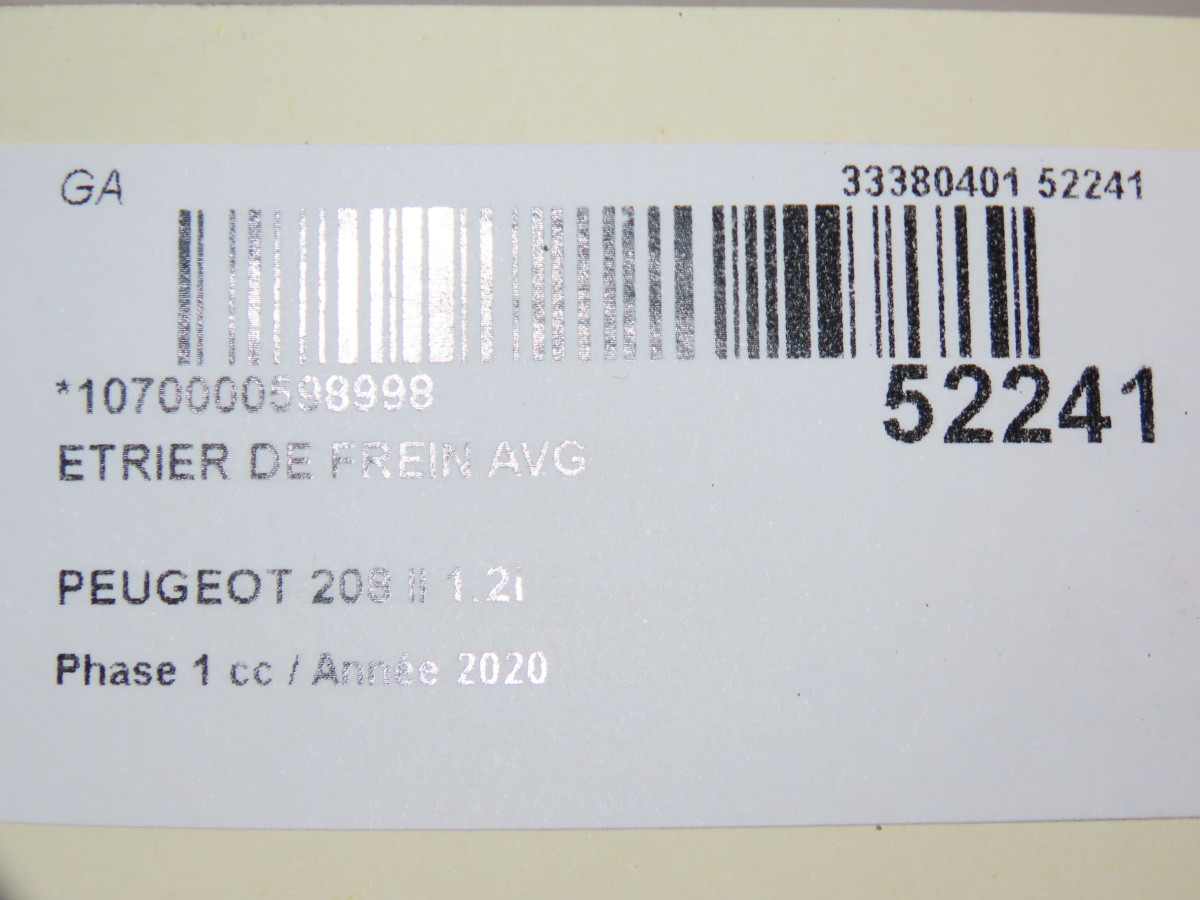 GA
33380401 52241
*1070000598998
52241
ETRIER DE FREIN AVG
PEUGEOT 208 II 1.2i
Phase 1 cc / Année 2020